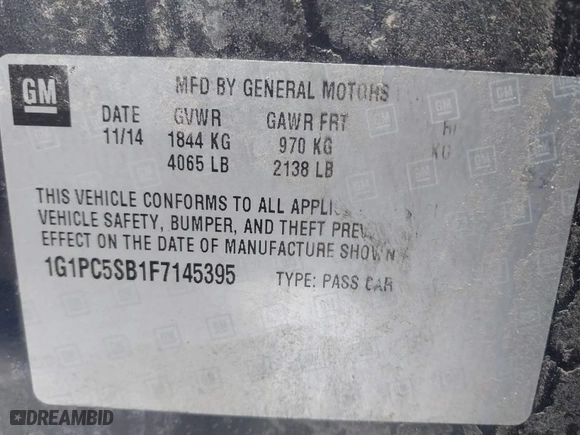 GM
MFD BY GENERAL MOTORS
DATE GVWR GAWR FRT
11/14 1844 KG 970 KG KG
4065 LB 2138 LB
THIS VEHICLE CONFORMS TO ALL
VEHICLE SAFETY, BUMPER, AND THEFT
EFFECT ON THE DATE OF MANUFACTURE SHOWN
1G1PC5SB1F7145395 TYPE: PASS CAR
DREAMBID